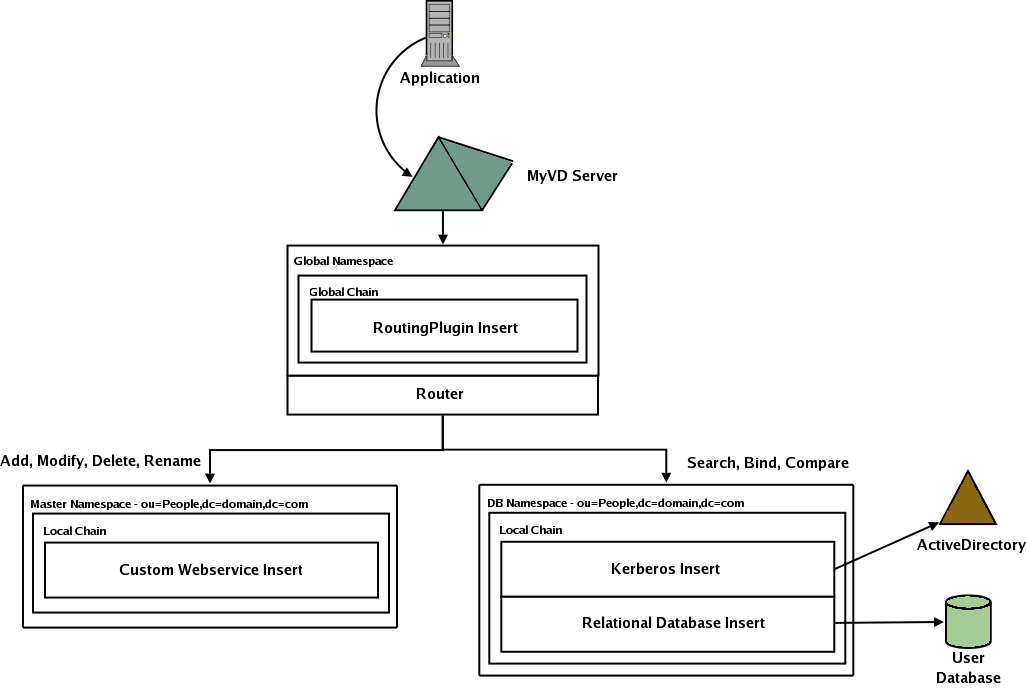 Application
MyVD Server
Global Namespace
Global Chain
RoutingPlugin Insert
Router
Add, Modify, Delete, Rename
Search, Bind, Compare
Master Namespace - ou=People,dc=domain,dc=com
Local Chain
Custom Webservice Insert
DB Namespace - ou=People,dc=domain,dc=com
Local Chain
Kerberos Insert
Relational Database Insert
ActiveDirectory
User
Database